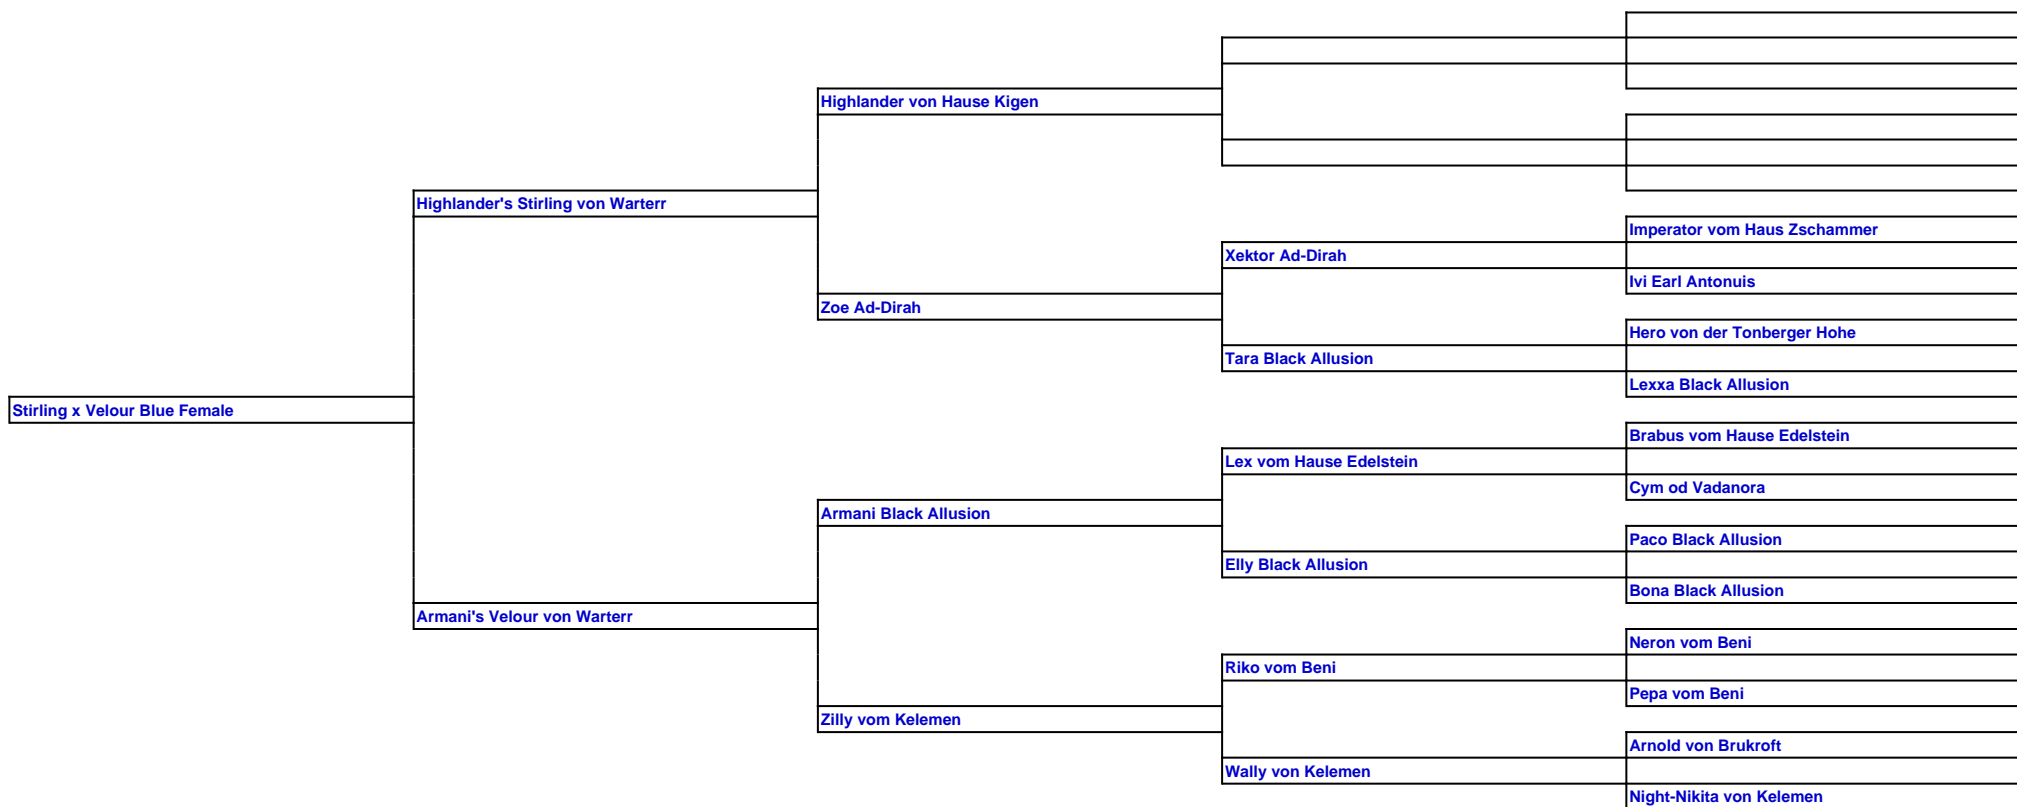 Highlander von Hause Kigen
Highlander's Stirling von Warterr
Imperator vom Haus Zschammer
Xektor Ad-Dirah
Ivi Earl Antonuis
Zoe Ad-Dirah
Hero von der Tonberger Hohe
Tara Black Allusion
Lexxa Black Allusion
Stirling x Velour Blue Female
Brabus vom Hause Edelstein
Lex vom Hause Edelstein
Cym od Vadanora
Armani Black Allusion
Paco Black Allusion
Elly Black Allusion
Bona Black Allusion
Armani's Velour von Warterr
Neron vom Beni
Riko vom Beni
Pepa vom Beni
Zilly vom Kelemen
Arnold von Brukroft
Wally von Kelemen
Night-Nikita von Kelemen